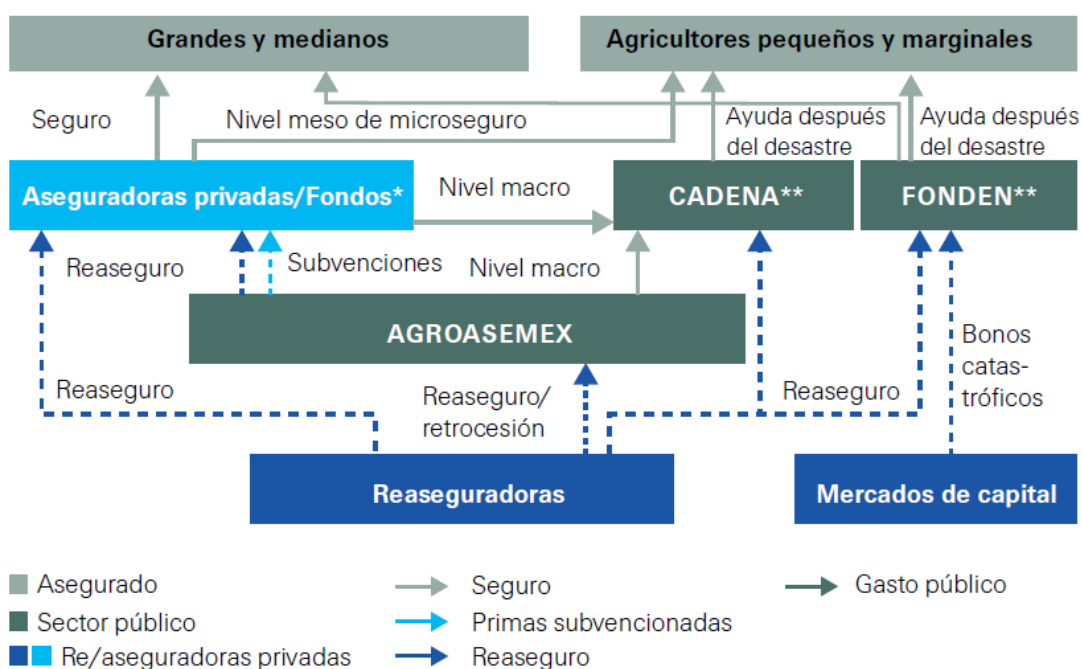 Grandes y medianos
Agricultores pequeños y marginales
Seguro
Nivel meso de microseguro
Ayuda después
del desastre
Ayuda después
del desastre
Aseguradoras privadas/Fondos*
Nivel macro
CADENA**
FONDEN**
Reaseguro
Subvenciones
Nivel macro
AGROASEMEX
Bonos
catas-
tróficos
Reaseguro
Reaseguro/
retrocesión
Reaseguro
Reaseguradoras
Mercados de capital
Asegurado
Seguro
Gasto público
Sector público
Primas subvencionadas
Re/aseguradoras privadas
Reaseguro